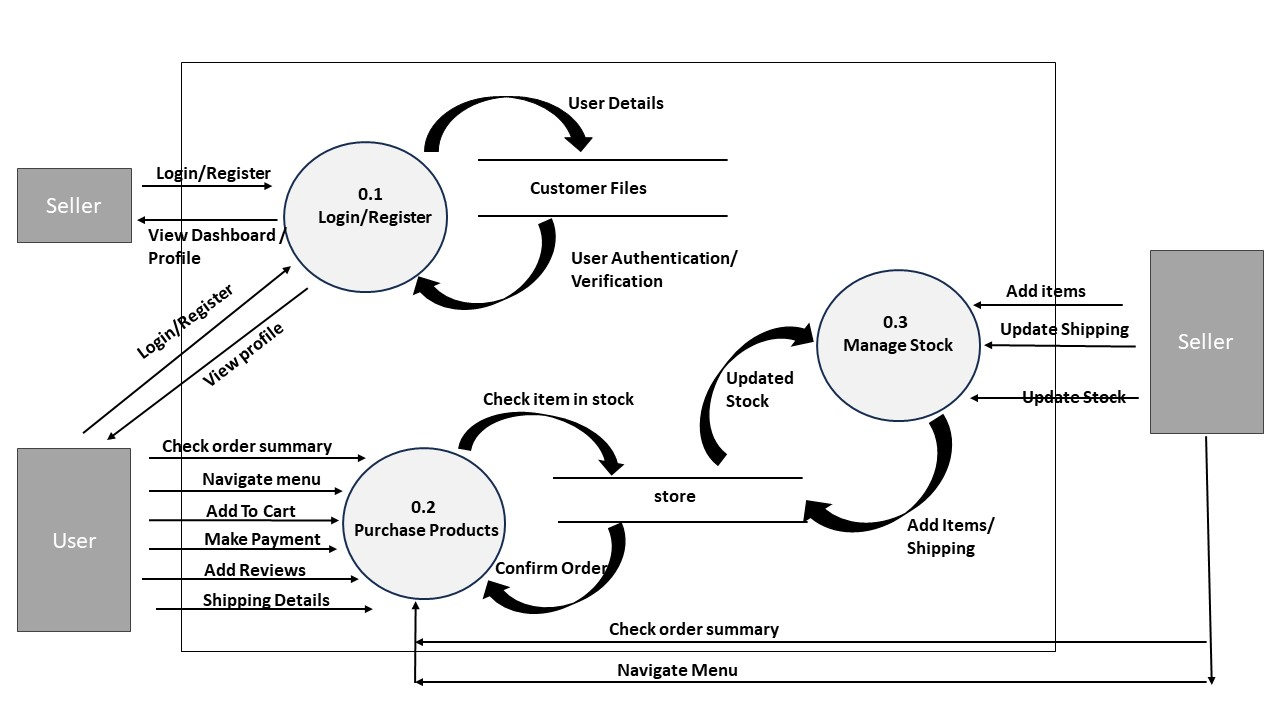 User Details
Login/Register
0.1
Login/Register
Seller
Customer Files
View Dashboard /
Profile
User Authentication/
Verification
Login/Register
View profile
Add items
0.3
Manage Stock
Update Shipping
Seller
Updated
Stock
Update Stock
Check item in stock
Check order summary
Navigate menu
store
0.2
Purchase Products
Add To Cart
Make Payment
User
Add Items/
Shipping
Add Reviews
Confirm Order
Shipping Details
Check order summary
Navigate Menu